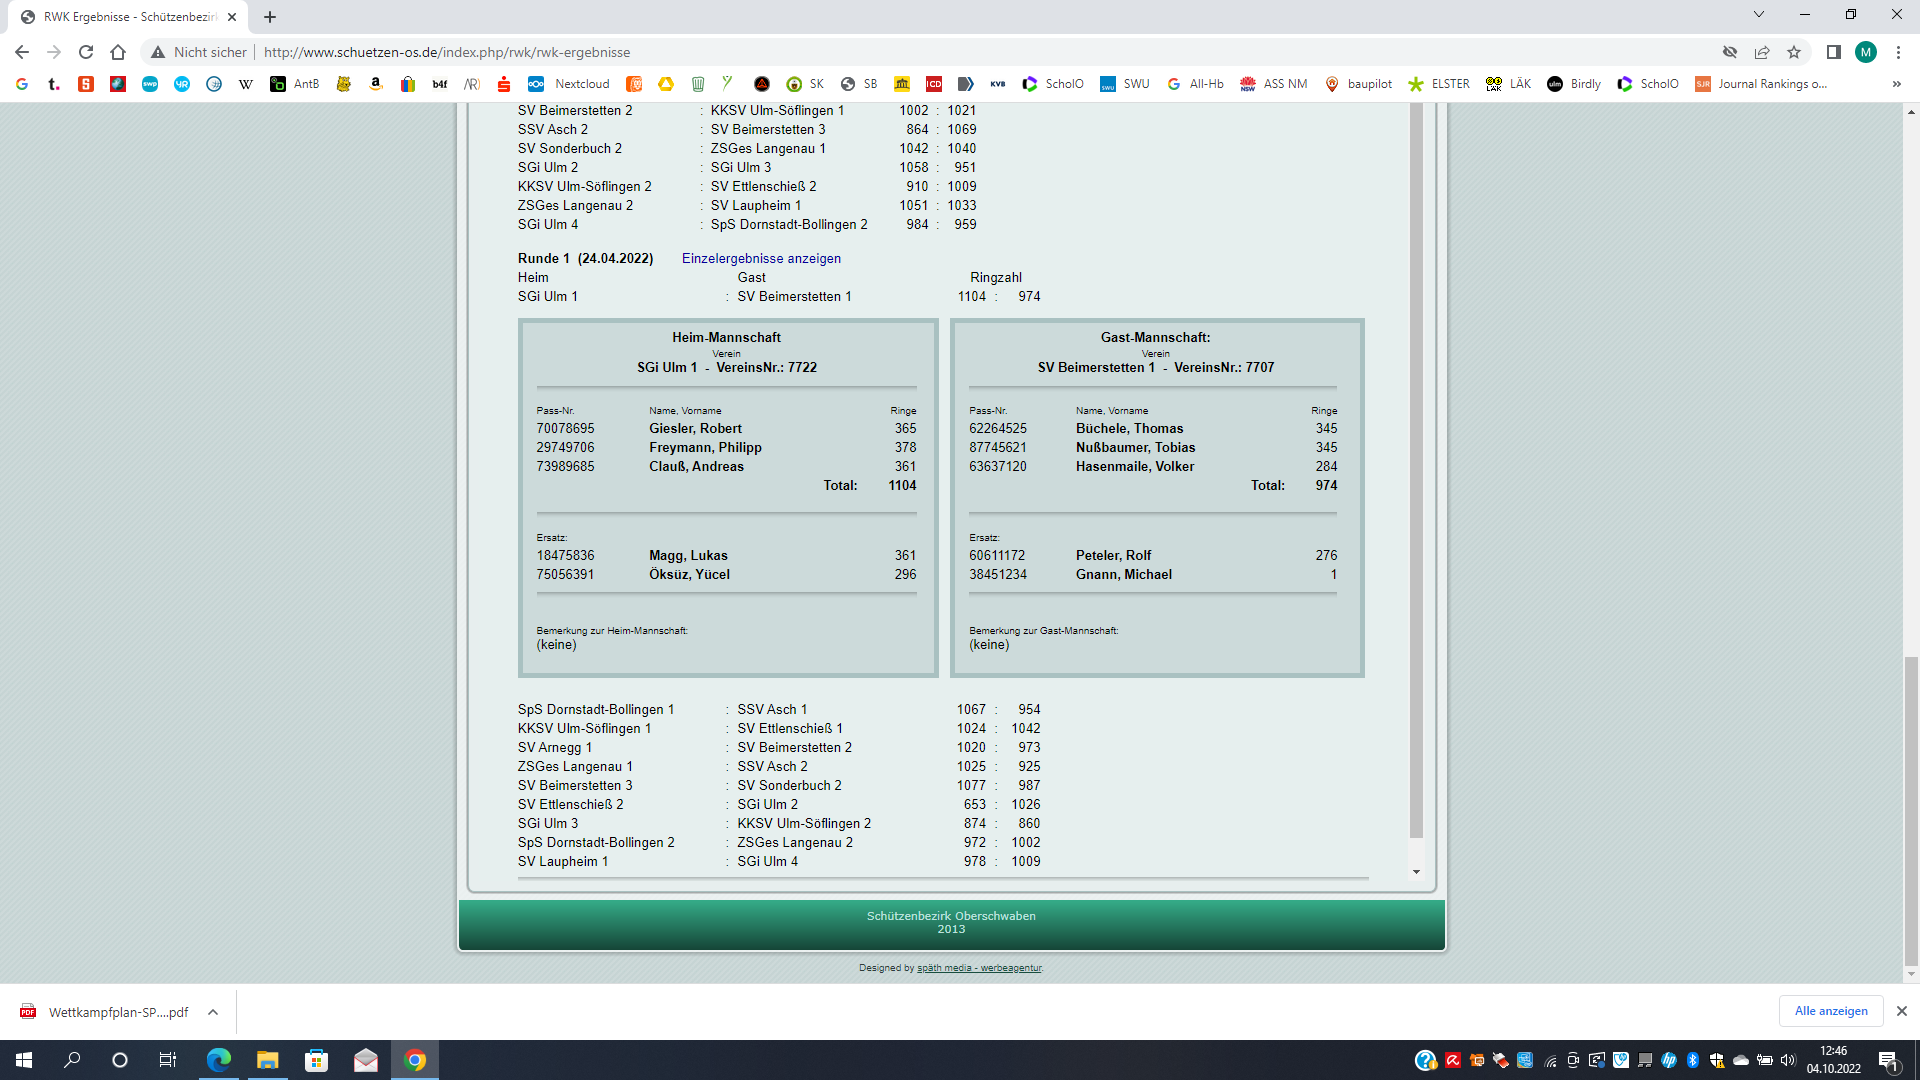 RWK Ergebnisse - Schützenbezirk
Nicht sicher http://www.schuetzen-os.de/index.php/rwk/rwk-ergebnisse M
AntB b4f Nextcloud SK SB ICD KVB ScholO SWU All-Hb ASS NM baupilot ELSTER LÄK Birdly ScholO Journal Rankings o... »
SV Beimerstetten 2 : KKSV Ulm-Söflingen 1 1002 : 1021
SSV Asch 2 : SV Beimerstetten 3 864 : 1069
SV Sonderbuch 2 : ZSGes Langenau 1 1042 : 1040
SGi Ulm 2 : SGi Ulm 3 1058 : 951
KKSV Ulm-Söflingen 2 : SV Ettlenschieß 2 910 : 1009
ZSGes Langenau 2 : SV Laupheim 1 1051 : 1033
SGi Ulm 4 : SpS Dornstadt-Bollingen 2 984 : 959
Runde 1 (24.04.2022) Einzelergebnisse anzeigen
Heim Gast Ringzahl
SGi Ulm 1 : SV Beimerstetten 1 1104 : 974
Heim-Mannschaft
Verein
SGi Ulm 1 - VereinsNr.: 7722
Pass-Nr. Name, Vorname Ringe
70078695 Giesler, Robert 365
29749706 Freymann, Philipp 378
73989685 Clauß, Andreas 361
Total: 1104
Ersatz:
18475836 Magg, Lukas 361
75056391 Öksüz, Yücel 296
Bemerkung zur Heim-Mannschaft:
(keine)
Gast-Mannschaft:
Verein
SV Beimerstetten 1 - VereinsNr.: 7707
Pass-Nr. Name, Vorname Ringe
62264525 Büchele, Thomas 345
87745621 Nußbaumer, Tobias 345
63637120 Hasenmaile, Volker 284
Total: 974
Ersatz:
60611172 Peteler, Rolf 276
38451234 Gnann, Michael 1
Bemerkung zur Gast-Mannschaft:
(keine)
SpS Dornstadt-Bollingen 1 : SSV Asch 1 1067 : 954
KKSV Ulm-Söflingen 1 : SV Ettlenschieß 1 1024 : 1042
SV Arnegg 1 : SV Beimerstetten 2 1020 : 973
ZSGes Langenau 1 : SSV Asch 2 1025 : 925
SV Beimerstetten 3 : SV Sonderbuch 2 1077 : 987
SV Ettlenschieß 2 : SGi Ulm 2 653 : 1026
SGi Ulm 3 : KKSV Ulm-Söflingen 2 874 : 860
SpS Dornstadt-Bollingen 2 : ZSGes Langenau 2 972 : 1002
SV Laupheim 1 : SGi Ulm 4 978 : 1009
Schützenbezirk Oberschwaben
2013
Designed by späth media - werbeagentur.
PDF Wettkampfplan-SP....pdf Alle anzeigen
12:46
04.10.2022
1